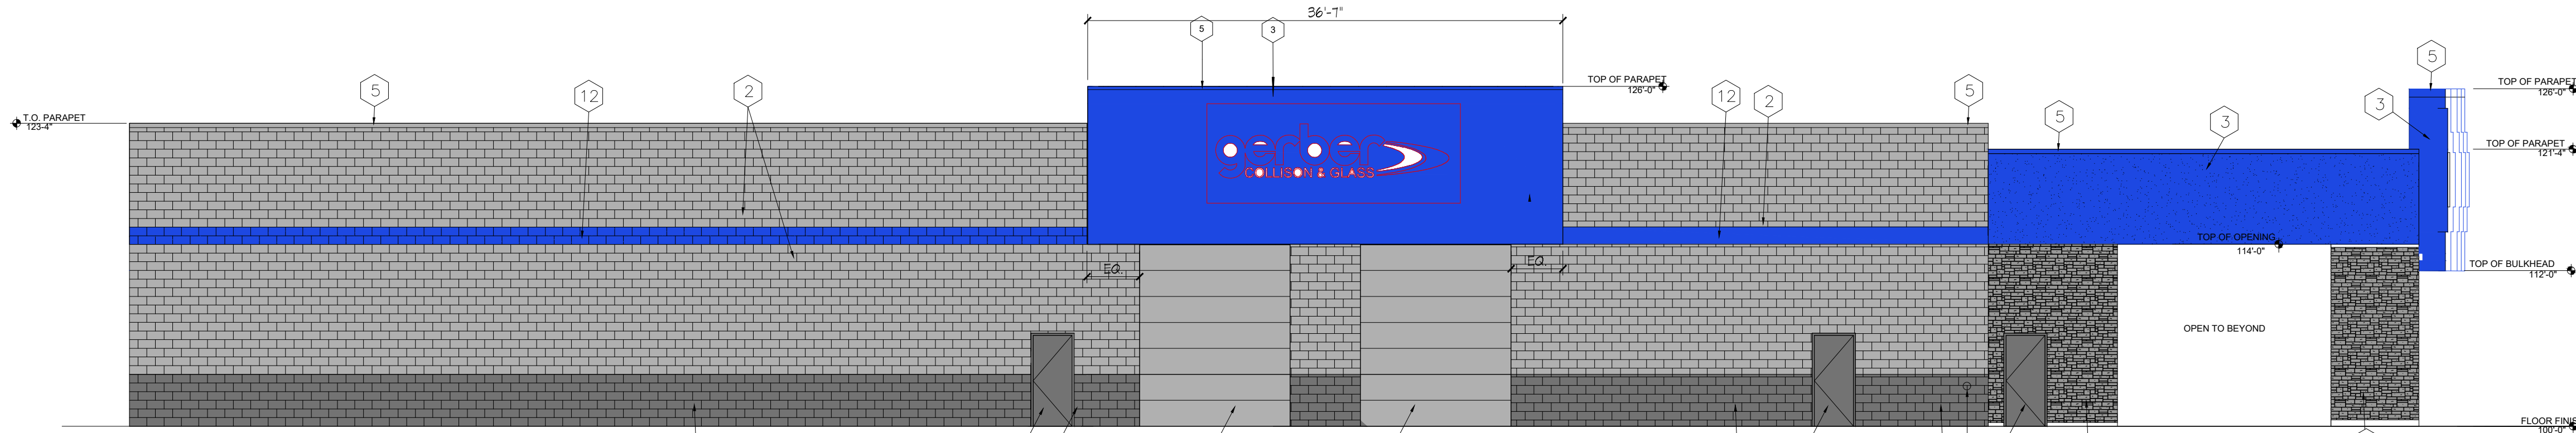 36'-7"
5
3
5
12
2
T.O. PARAPET
123'-4"
TOP OF PARAPET
126'-0"
12
2
5
5
3
5
3
TOP OF PARAPET
126'-0"
TOP OF PARAPET
121'-4"
gerber
COLLISON & GLASS
TOP OF OPENING
114'-0"
EQ.
EQ.
TOP OF BULKHEAD
112'-0"
OPEN TO BEYOND
FLOOR FINIS
100'-0"